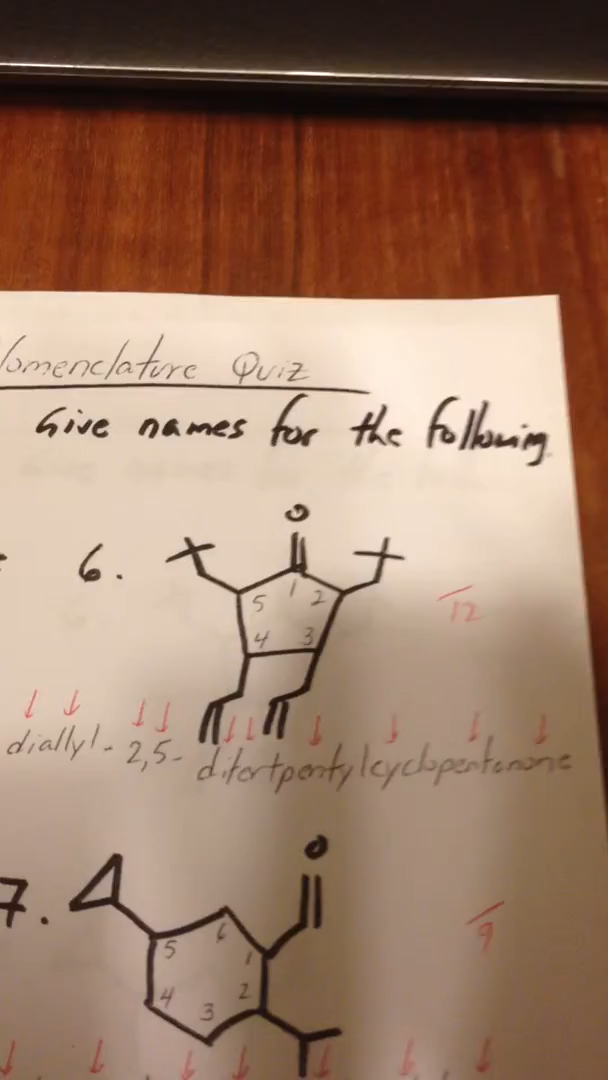 Nomenclature Quiz
Give names for the following.
6.
O
5 1 2
4 3
12
diallyl-2,5-ditertpentylcyclopentanone
7.
O
5 6 1
4 3 2
9